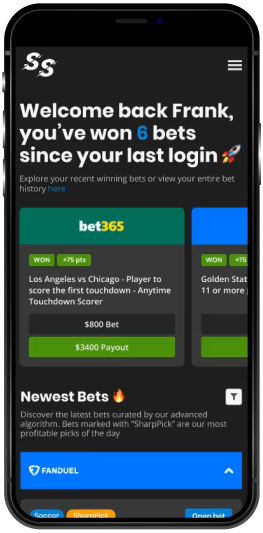 SS
Welcome back Frank,
you’ve won 6 bets
since your last login 🚀
Explore your recent winning bets or view your entire bet
history here
bet365
WON +75 pts
WON +75
Los Angeles vs Chicago - Player to
score the first touchdown - Anytime
Touchdown Scorer
Golden Stat
11 or more
$800 Bet
$3400 Payout
Newest Bets 🔥
Discover the latest bets curated by our advanced
algorithm. Bets marked with “SharpPick” are our most
profitable picks of the day
FANDUEL
Soccer SharpPick Open bet